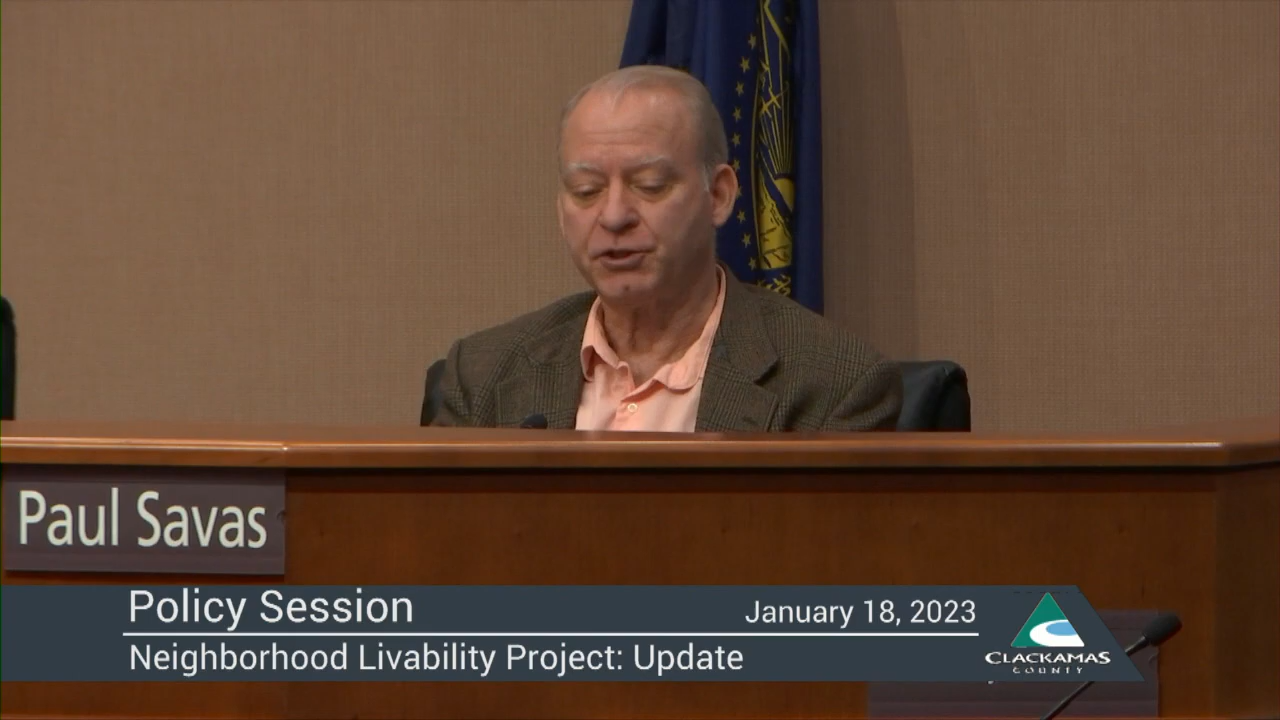 Paul Savas
Policy Session
January 18, 2023
Neighborhood Livability Project: Update
CLACKAMAS
COUNTY